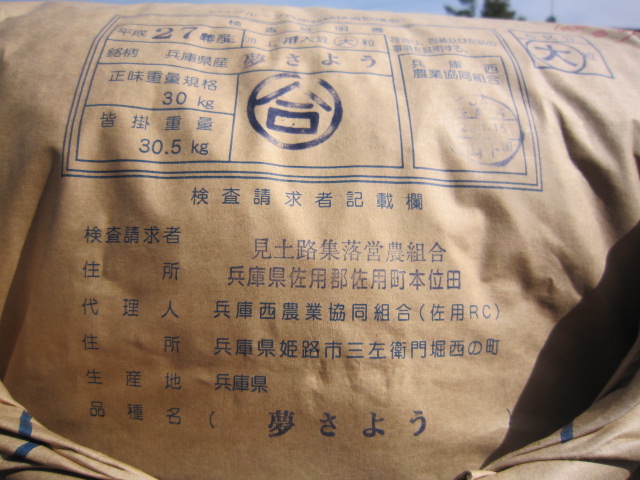 平成 27年産
大豆(大粒)
銘柄 兵庫県産 夢さよう
正味重量規格
30 kg
皆掛重量
30.5 kg
合
兵庫西
農業協同組合
大
検査請求者記載欄
検査請求者 見土路集落営農組合
住所 兵庫県佐用郡佐用町本位田
代理人 兵庫西農業協同組合(佐用RC)
住所 兵庫県姫路市三左衛門堀西の町
生産地 兵庫県
品種名 ( 夢さよう )